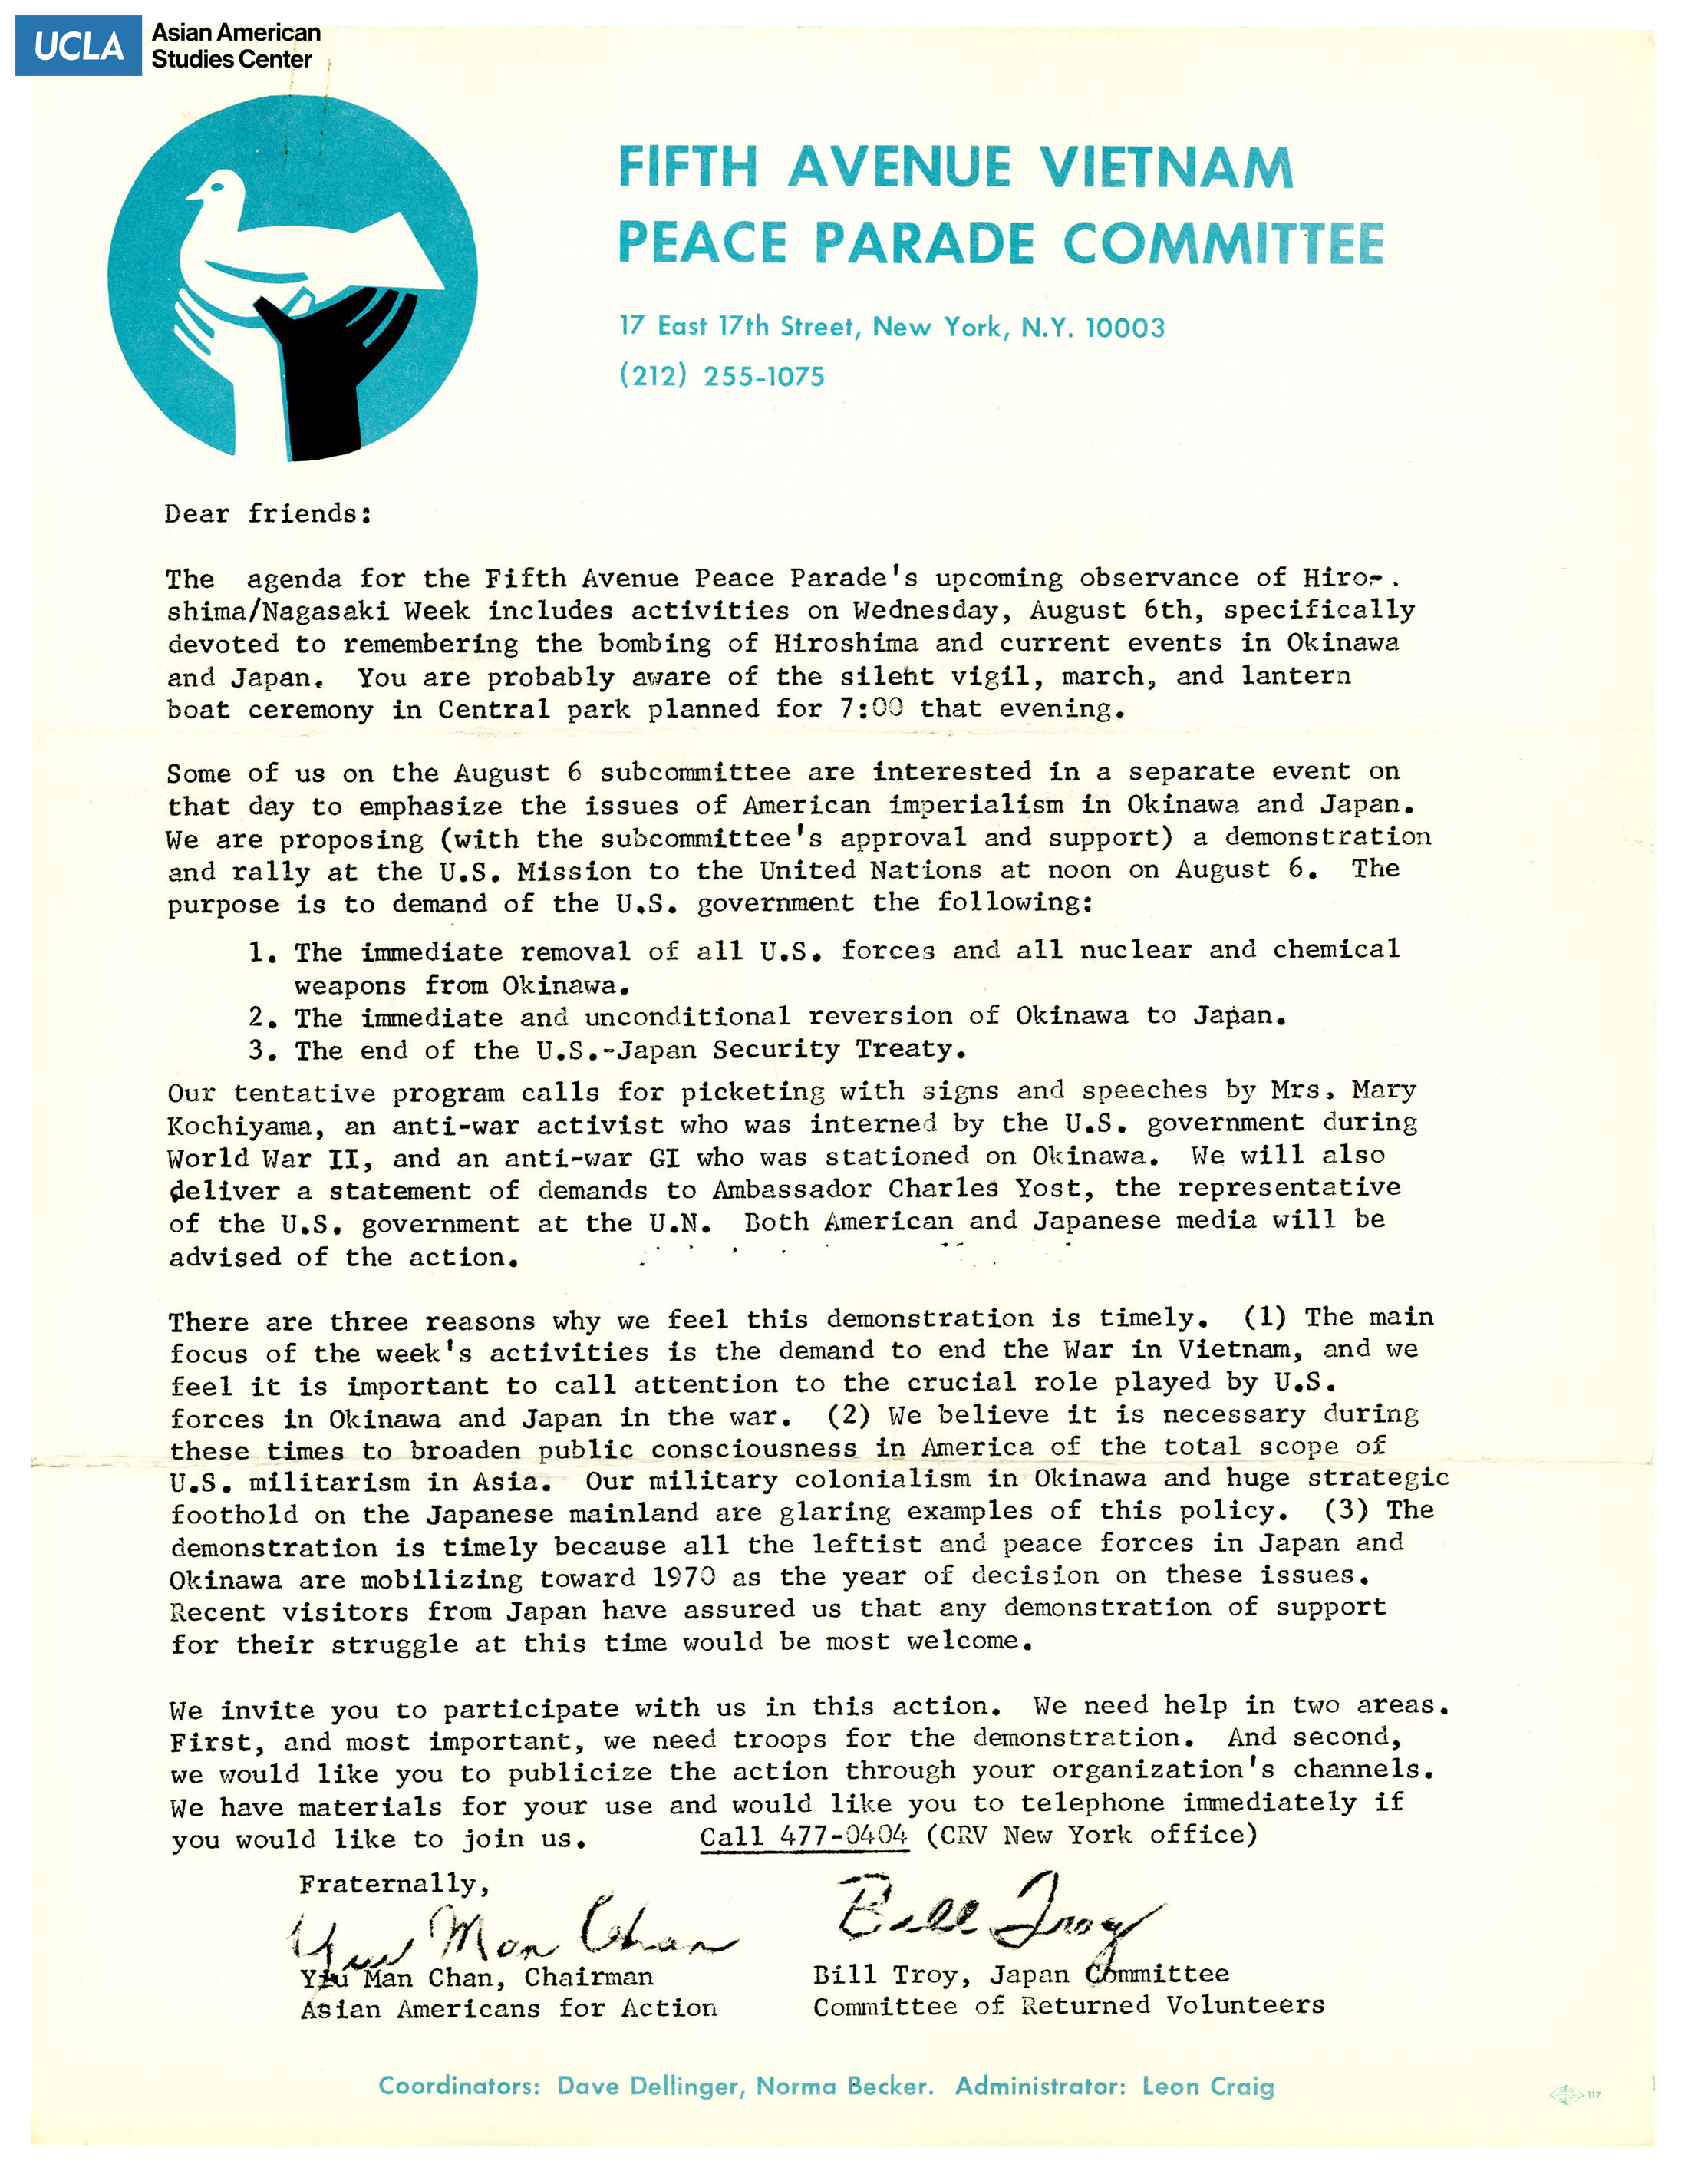 UCLA
Asian American
Studies Center
FIFTH AVENUE VIETNAM
PEACE PARADE COMMITTEE
17 East 17th Street, New York, N.Y. 10003
(212) 255-1075
Dear friends:
The agenda for the Fifth Avenue Peace Parade's upcoming observance of Hiro-.
shima/Nagasaki Week includes activities on Wednesday, August 6th, specifically
devoted to remembering the bombing of Hiroshima and current events in Okinawa
and Japan. You are probably aware of the silent vigil, march, and lantern
boat ceremony in Central park planned for 7:00 that evening.
Some of us on the August 6 subcommittee are interested in a separate event on
that day to emphasize the issues of American imperialism in Okinawa and Japan.
We are proposing (with the subcommittee's approval and support) a demonstration
and rally at the U.S. Mission to the United Nations at noon on August 6. The
purpose is to demand of the U.S. government the following:
1. The immediate removal of all U.S. forces and all nuclear and chemical
weapons from Okinawa.
2. The immediate and unconditional reversion of Okinawa to Japan.
3. The end of the U.S.-Japan Security Treaty.
Our tentative program calls for picketing with signs and speeches by Mrs. Mary
Kochiyama, an anti-war activist who was interned by the U.S. government during
World War II, and an anti-war GI who was stationed on Okinawa. We will also
deliver a statement of demands to Ambassador Charles Yost, the representative
of the U.S. government at the U.N. Both American and Japanese media will be
advised of the action.
There are three reasons why we feel this demonstration is timely. (1) The main
focus of the week's activities is the demand to end the War in Vietnam, and we
feel it is important to call attention to the crucial role played by U.S.
forces in Okinawa and Japan in the war. (2) We believe it is necessary during
these times to broaden public consciousness in America of the total scope of
U.S. militarism in Asia. Our military colonialism in Okinawa and huge strategic
foothold on the Japanese mainland are glaring examples of this policy. (3) The
demonstration is timely because all the leftist and peace forces in Japan and
Okinawa are mobilizing toward 1970 as the year of decision on these issues.
Recent visitors from Japan have assured us that any demonstration of support
for their struggle at this time would be most welcome.
We invite you to participate with us in this action. We need help in two areas.
First, and most important, we need troops for the demonstration. And second,
we would like you to publicize the action through your organization's channels.
We have materials for your use and would like you to telephone immediately if
you would like to join us. Call 477-0404 (CRV New York office)
Fraternally,
Yiu Man Chan Bill Troy
Yiu Man Chan, Chairman Bill Troy, Japan Committee
Asian Americans for Action Committee of Returned Volunteers
Coordinators: Dave Dellinger, Norma Becker. Administrator: Leon Craig
117